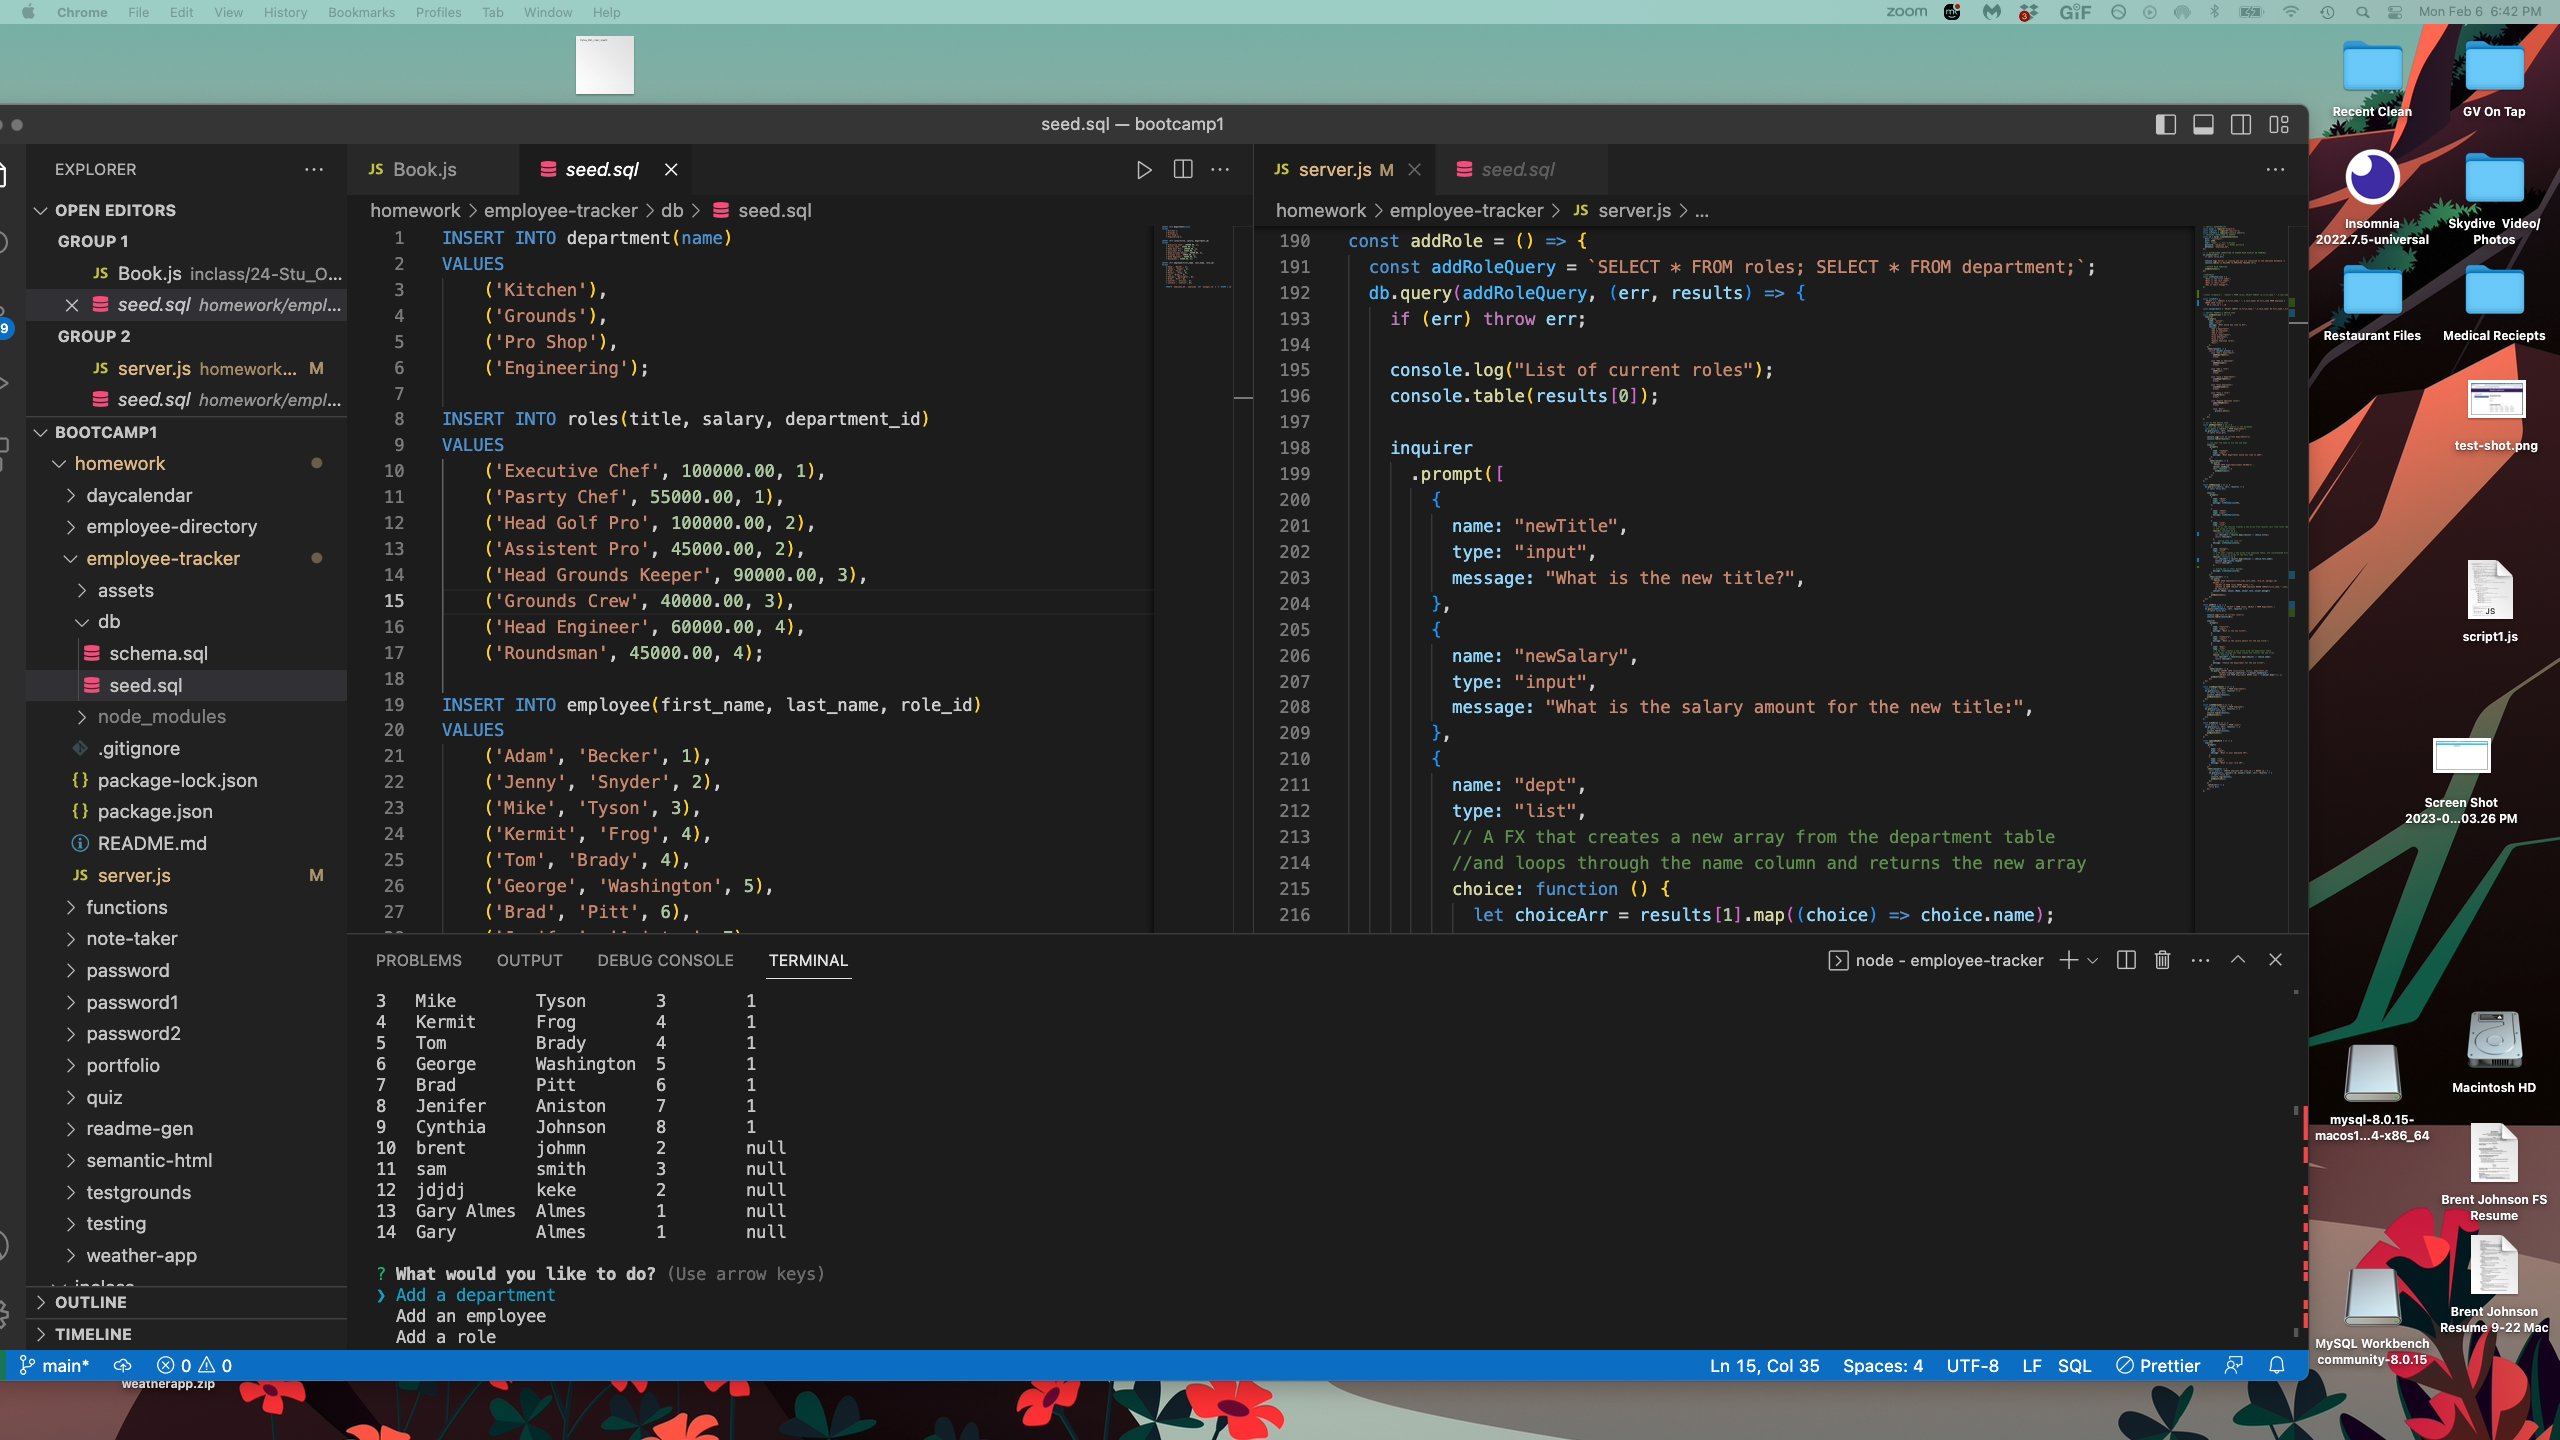 Chrome File Edit View History Bookmarks Profiles Tab Window Help
zoom GIF Mon Feb 6 6:42 PM
seed.sql — bootcamp1
EXPLORER
OPEN EDITORS
GROUP 1
JS Book.js inclass/24-Stu_O...
seed.sql homework/empl...
GROUP 2
JS server.js homework... M
seed.sql homework/empl...
BOOTCAMP1
homework
daycalendar
employee-directory
employee-tracker
assets
db
schema.sql
seed.sql
node_modules
.gitignore
{} package-lock.json
{} package.json
README.md
JS server.js M
functions
note-taker
password
password1
password2
portfolio
quiz
readme-gen
semantic-html
testgrounds
testing
weather-app
OUTLINE
TIMELINE
9
JS Book.js seed.sql
homework > employee-tracker > db > seed.sql
1 INSERT INTO department(name)
2 VALUES
3 ('Kitchen'),
4 ('Grounds'),
5 ('Pro Shop'),
6 ('Engineering');
7
8 INSERT INTO roles(title, salary, department_id)
9 VALUES
10 ('Executive Chef', 100000.00, 1),
11 ('Pasrty Chef', 55000.00, 1),
12 ('Head Golf Pro', 100000.00, 2),
13 ('Assistent Pro', 45000.00, 2),
14 ('Head Grounds Keeper', 90000.00, 3),
15 ('Grounds Crew', 40000.00, 3),
16 ('Head Engineer', 60000.00, 4),
17 ('Roundsman', 45000.00, 4);
18
19 INSERT INTO employee(first_name, last_name, role_id)
20 VALUES
21 ('Adam', 'Becker', 1),
22 ('Jenny', 'Snyder', 2),
23 ('Mike', 'Tyson', 3),
24 ('Kermit', 'Frog', 4),
25 ('Tom', 'Brady', 4),
26 ('George', 'Washington', 5),
27 ('Brad', 'Pitt', 6),
JS server.js M seed.sql
homework > employee-tracker > JS server.js > ...
190 const addRole = () => {
191 const addRoleQuery = `SELECT * FROM roles; SELECT * FROM department;`;
192 db.query(addRoleQuery, (err, results) => {
193 if (err) throw err;
194
195 console.log("List of current roles");
196 console.table(results[0]);
197
198 inquirer
199 .prompt([
200 {
201 name: "newTitle",
202 type: "input",
203 message: "What is the new title?",
204 },
205 {
206 name: "newSalary",
207 type: "input",
208 message: "What is the salary amount for the new title:",
209 },
210 {
211 name: "dept",
212 type: "list",
213 // A FX that creates a new array from the department table
214 //and loops through the name column and returns the new array
215 choice: function () {
216 let choiceArr = results[1].map((choice) => choice.name);
PROBLEMS OUTPUT DEBUG CONSOLE TERMINAL
node - employee-tracker
3 Mike Tyson 3 1
4 Kermit Frog 4 1
5 Tom Brady 4 1
6 George Washington 5 1
7 Brad Pitt 6 1
8 Jenifer Aniston 7 1
9 Cynthia Johnson 8 1
10 brent johmn 2 null
11 sam smith 3 null
12 jdjdj keke 2 null
13 Gary Almes Almes 1 null
14 Gary Almes 1 null
? What would you like to do? (Use arrow keys)
❯ Add a department
Add an employee
Add a role
main* 0 0
Ln 15, Col 35 Spaces: 4 UTF-8 LF SQL Prettier
weatherapp.zip
Recent Clean
GV On Tap
Insomnia
2022.7.5-universal
Skydive Video/
Photos
Restaurant Files
Medical Reciepts
test-shot.png
JS
script1.js
Screen Shot
2023-0...03.26 PM
Macintosh HD
mysql-8.0.15-
macos1...4-x86_64
Brent Johnson FS
Resume
Brent Johnson
Resume 9-22 Mac
MySQL Workbench
community-8.0.15